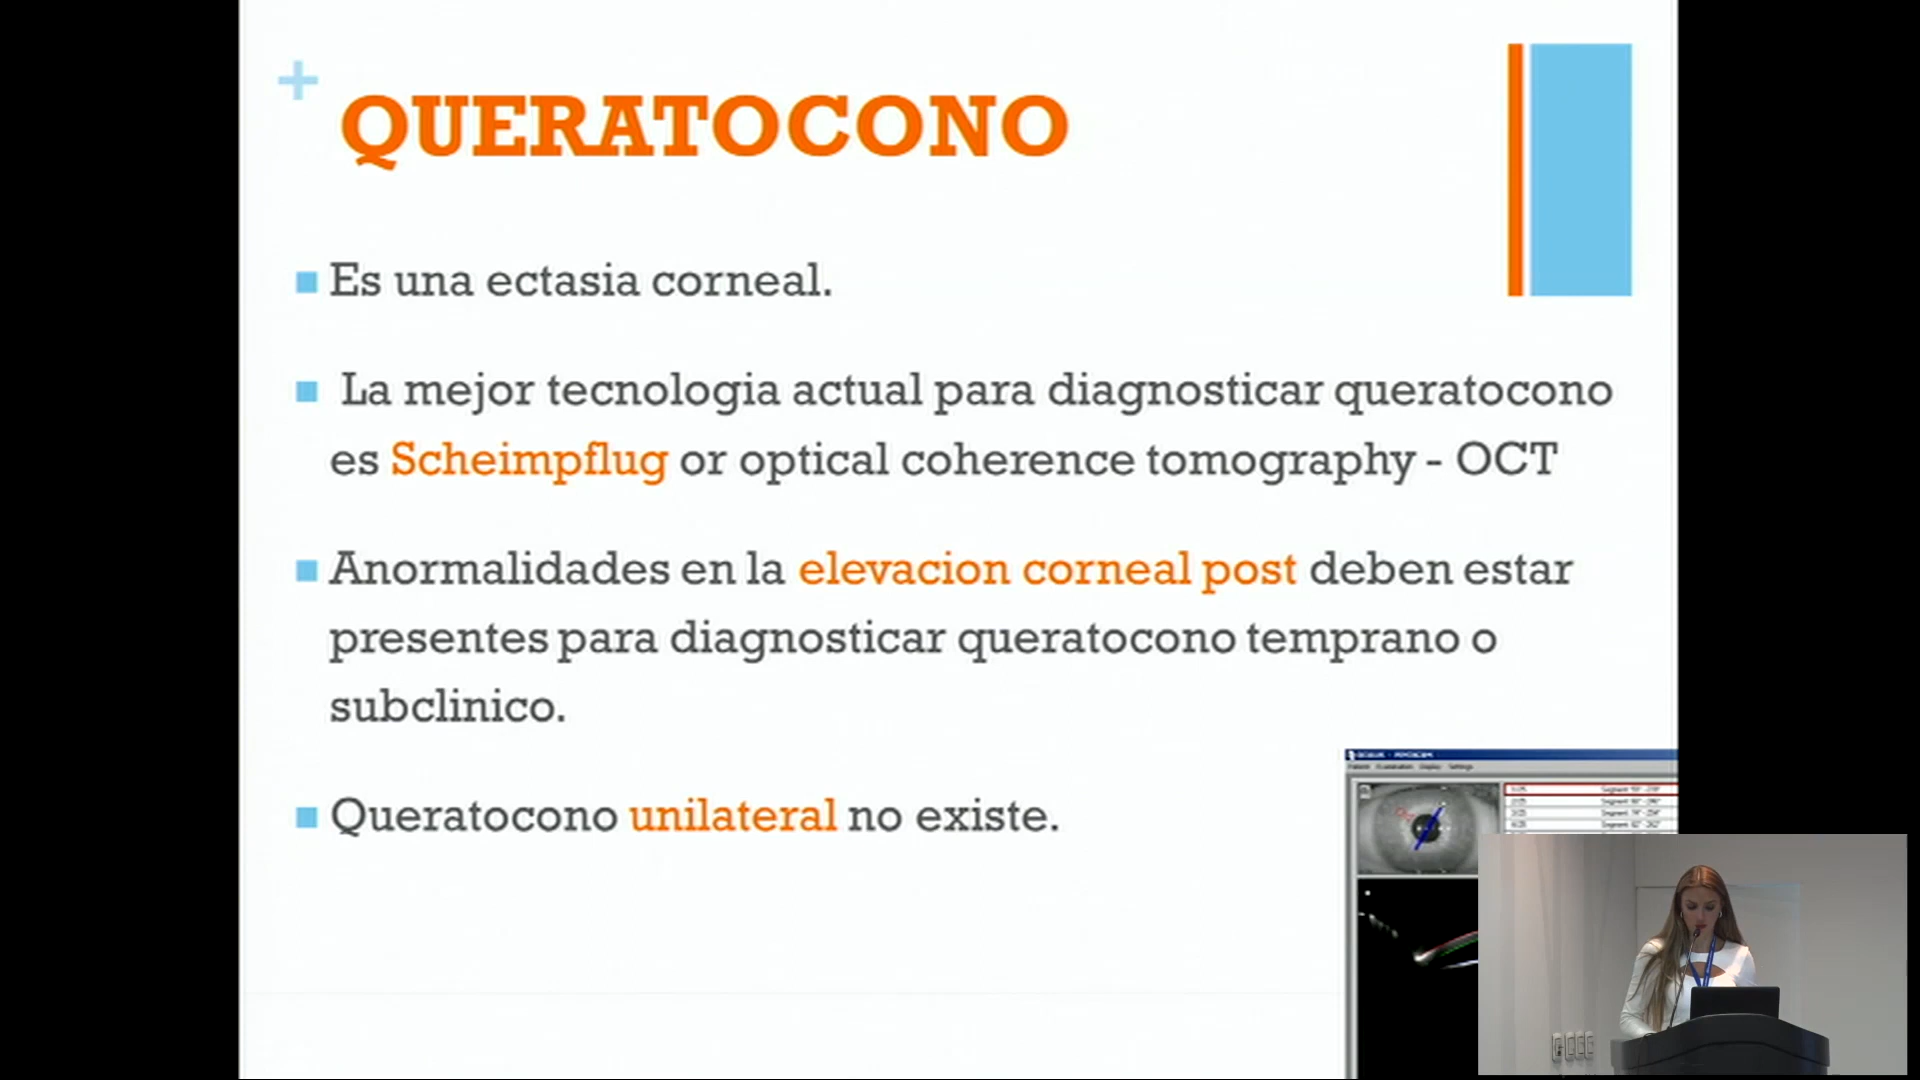 +
QUERATOCONO
Es una ectasia corneal.
La mejor tecnologia actual para diagnosticar queratocono
es Scheimpflug or optical coherence tomography - OCT
Anormalidades en la elevacion corneal post deben estar
presentes para diagnosticar queratocono temprano o
subclinico.
Queratocono unilateral no existe.